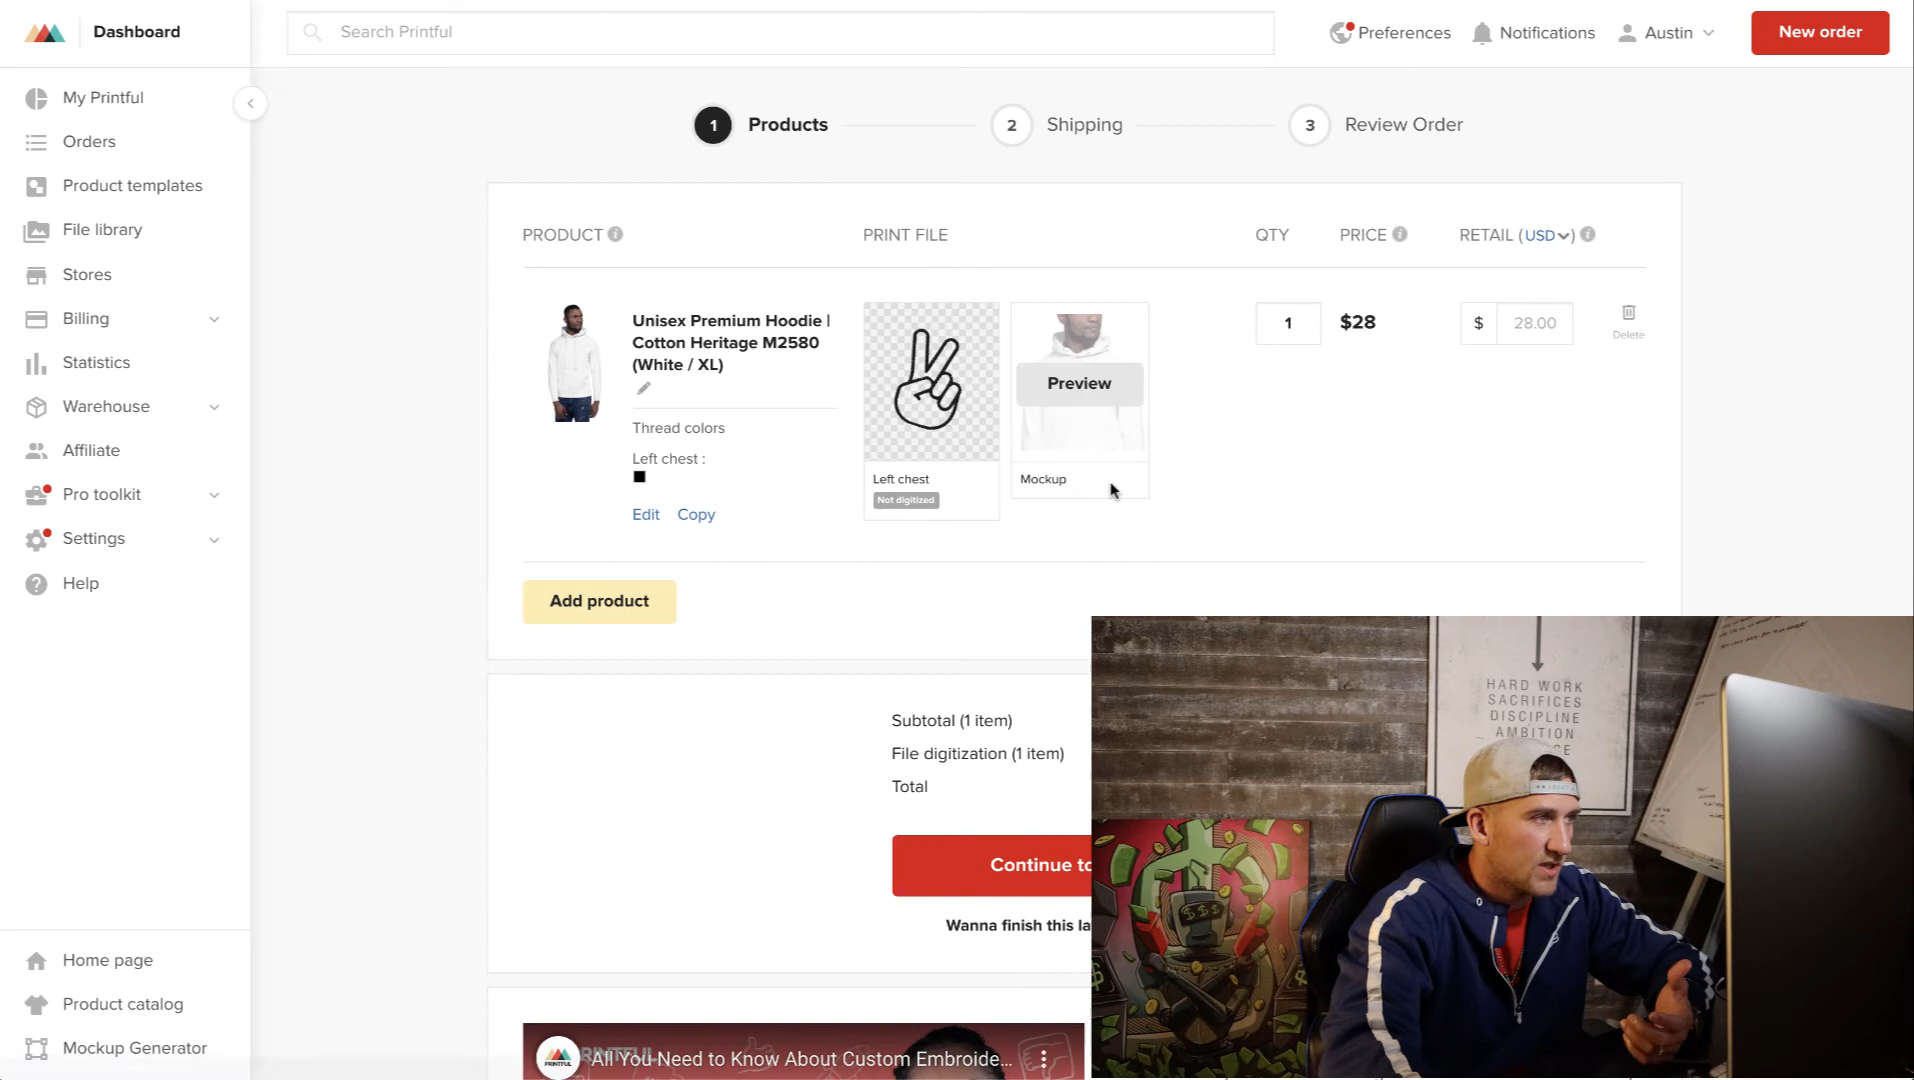 Dashboard
Search Printful
Preferences
Notifications
Austin
New order
My Printful
Orders
Product templates
File library
Stores
Billing
Statistics
Warehouse
Affiliate
Pro toolkit
Settings
Help
Home page
Product catalog
Mockup Generator
1 Products
2 Shipping
3 Review Order
PRODUCT
PRINT FILE
QTY
PRICE
RETAIL (USD)
Unisex Premium Hoodie |
Cotton Heritage M2580
(White / XL)
Thread colors
Left chest :
Edit Copy
Left chest
Not digitized
Preview
Mockup
1
$28
$ 28.00
Delete
Add product
Subtotal (1 item)
File digitization (1 item)
Total
Continue to
Wanna finish this la
PRINTFUL
All You Need to Know About Custom Embroide...
HARD WORK
SACRIFICES
DISCIPLINE
AMBITION
$$$